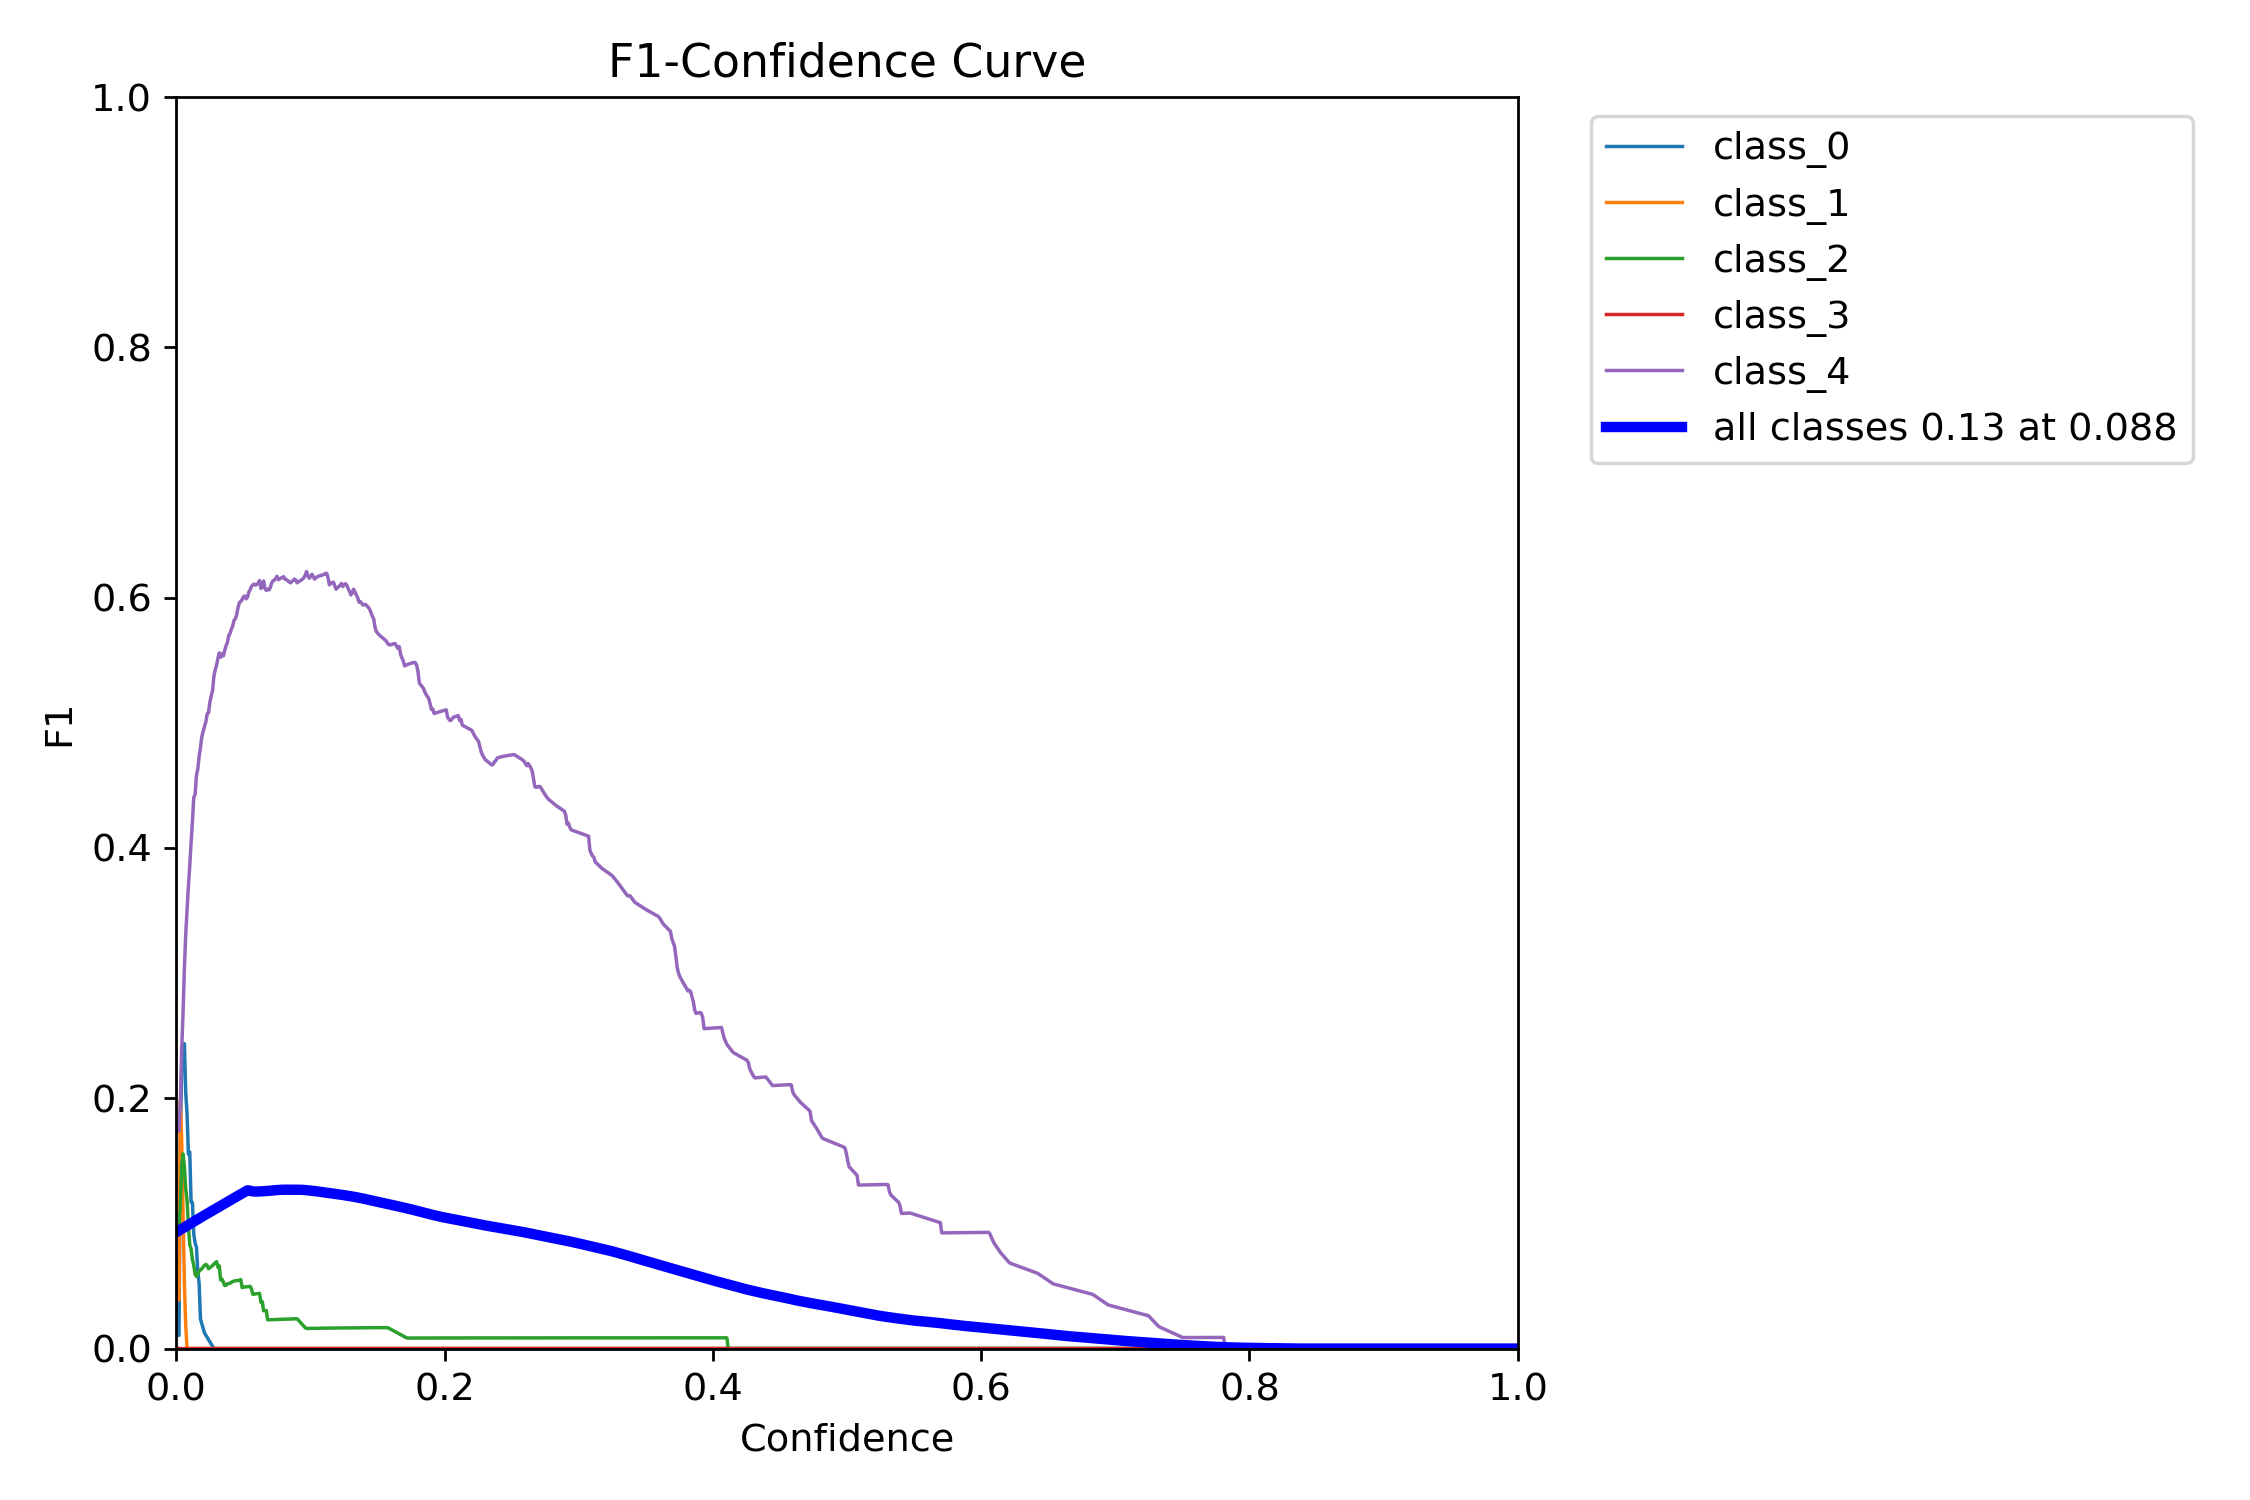 F1-Confidence Curve
1.0
0.8
0.6
0.4
0.2
0.0
F1
0.0 0.2 0.4 0.6 0.8 1.0
Confidence
class_0
class_1
class_2
class_3
class_4
all classes 0.13 at 0.088